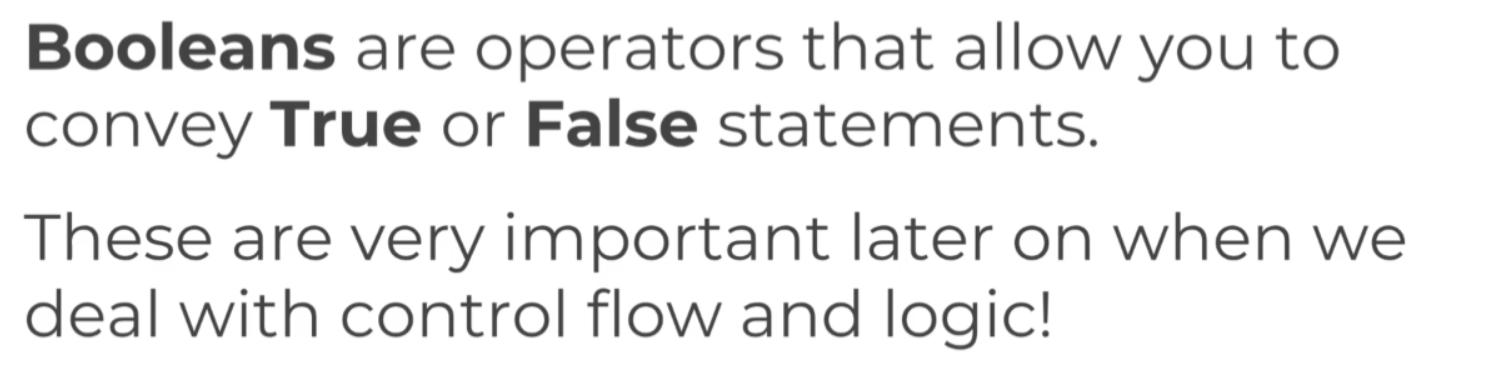 Booleans are operators that allow you to
convey True or False statements.
These are very important later on when we
deal with control flow and logic!